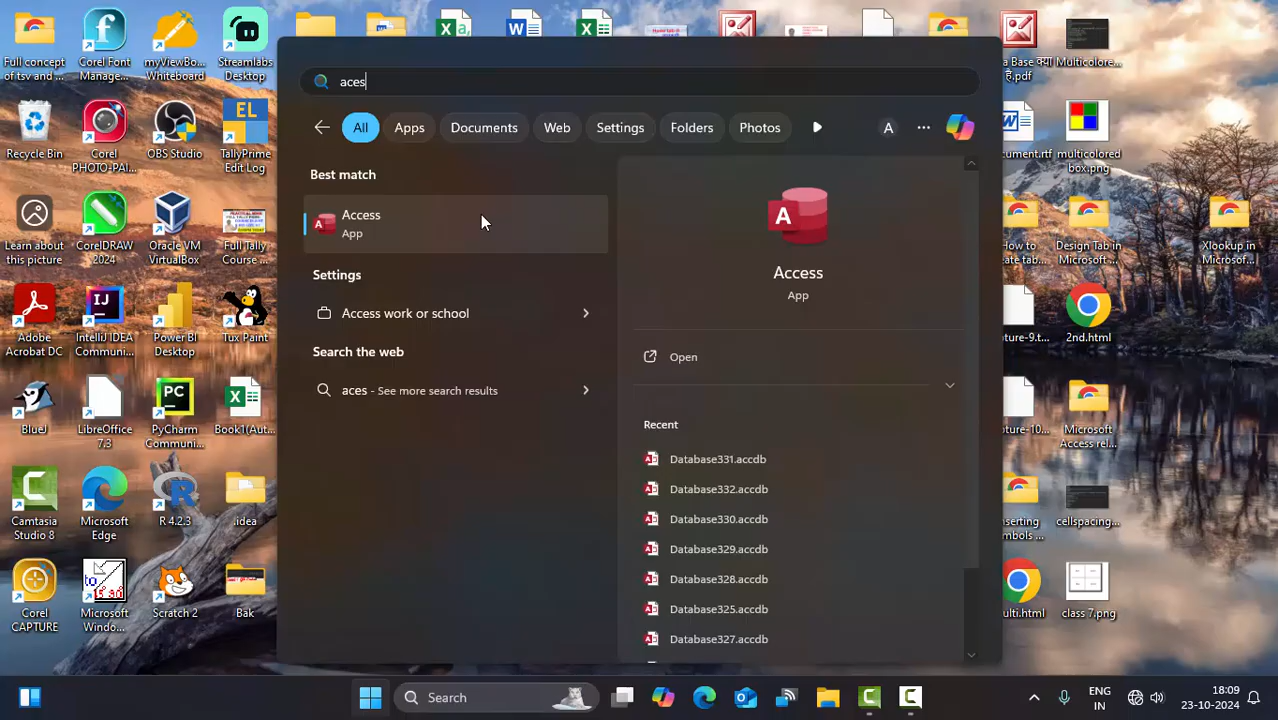 Full concept
of tsv and ...
Corel Font
Manage...
myViewBo...
Whiteboard
Streamlabs
Desktop
Recycle Bin
Corel
PHOTO-PAI...
OBS Studio
EL
TallyPrime
Edit Log
Learn about
this picture
CorelDRAW
2024
Oracle VM
VirtualBox
Full Tally
Course ...
Adobe
Acrobat DC
IntelliJ IDEA
Communi...
Power BI
Desktop
Tux Paint
BlueJ
LibreOffice
7.3
PyCharm
Communi...
Book1(Aut...
Camtasia
Studio 8
Microsoft
Edge
R 4.2.3
.idea
Corel
CAPTURE
Microsoft
Windo...
Scratch 2
Bak
aces
All
Apps
Documents
Web
Settings
Folders
Photos
A
Best match
Access
App
Settings
Access work or school
Search the web
aces - See more search results
A
Access
App
Open
Recent
Database331.accdb
Database332.accdb
Database330.accdb
Database329.accdb
Database328.accdb
Database325.accdb
Database327.accdb
a Base क्या
है.pdf
Multicolore...
cument.rtf
multicolored
box.png
How to
eate tab...
Design Tab in
Microsof...
Xlookup in
Microsof...
ture-9.t...
2nd.html
ture-10...
Microsoft
Access rel...
nserting
mbols ...
cellspacing...
ulti.html
class 7.png
Search
ENG
IN
18:09
23-10-2024